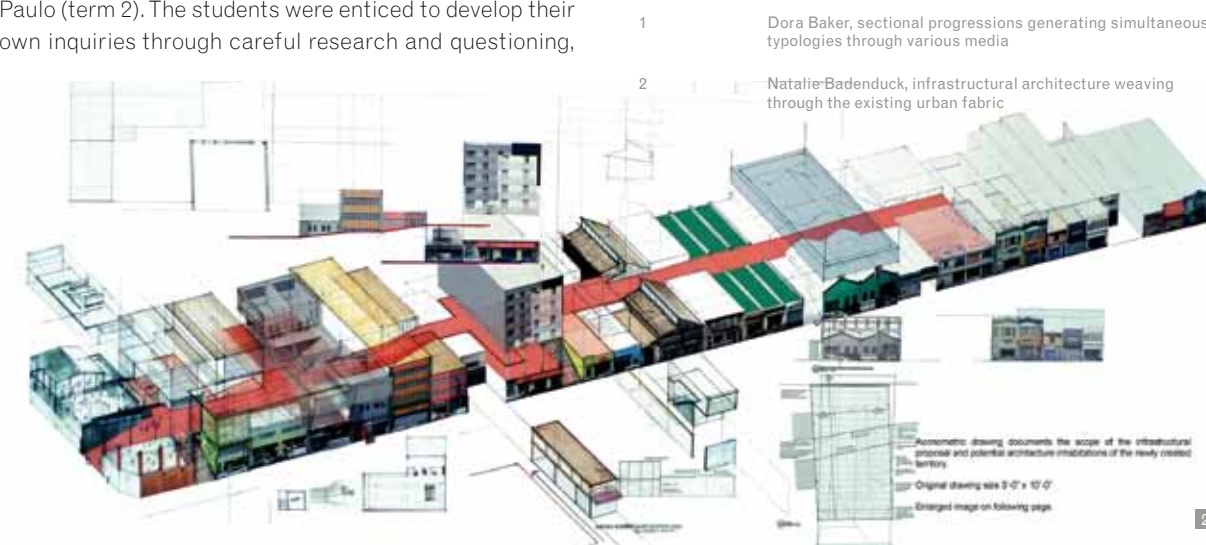 Paulo (term 2). The students were enticed to develop their
own inquiries through careful research and questioning,
1 Dora Baker, sectional progressions generating simultaneous
typologies through various media
2 Natalie Badenduck, infrastructural architecture weaving
through the existing urban fabric
Axonometric drawing documents the scope of the infrastructural
proposal and potential architecture inhabitations of the newly created
territory.
Original drawing size 3'-0" x 10'-0"
Enlarged image on following page.
2